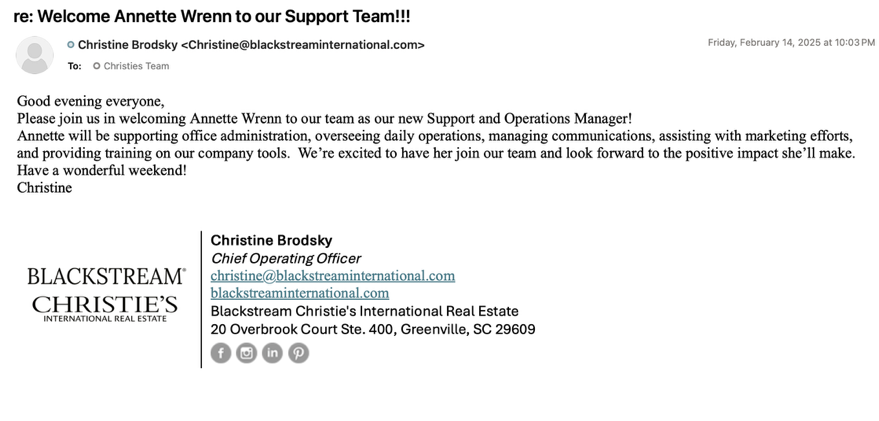 re: Welcome Annette Wrenn to our Support Team!!!
Christine Brodsky <Christine@blackstreaminternational.com>
Friday, February 14, 2025 at 10:03 PM
To: Christies Team
Good evening everyone,
Please join us in welcoming Annette Wrenn to our team as our new Support and Operations Manager!
Annette will be supporting office administration, overseeing daily operations, managing communications, assisting with marketing efforts,
and providing training on our company tools.  We’re excited to have her join our team and look forward to the positive impact she’ll make.
Have a wonderful weekend!
Christine
BLACKSTREAM®
CHRISTIE'S
INTERNATIONAL REAL ESTATE
Christine Brodsky
Chief Operating Officer
christine@blackstreaminternational.com
blackstreaminternational.com
Blackstream Christie's International Real Estate
20 Overbrook Court Ste. 400, Greenville, SC 29609